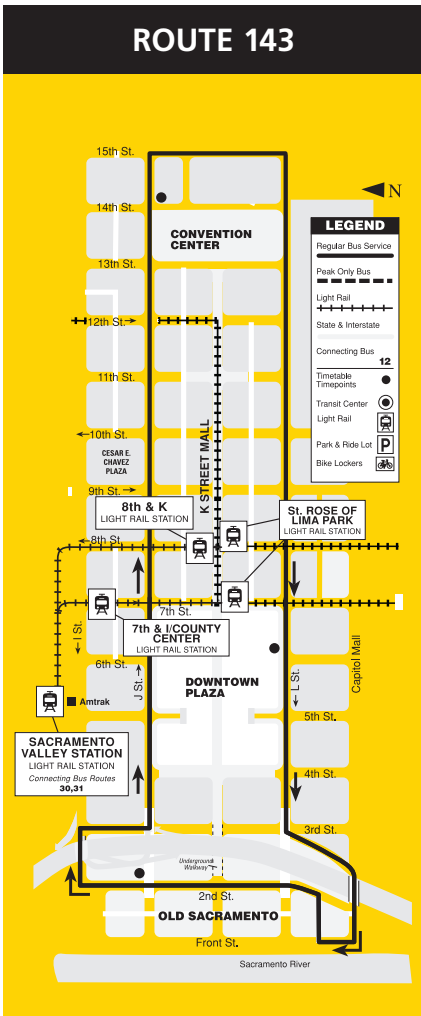 ROUTE 143
15th St.
N
14th St.
CONVENTION
CENTER
LEGEND
Regular Bus Service
Peak Only Bus
Light Rail
State & Interstate
Connecting Bus
12
Timetable
Timepoints
Transit Center
Light Rail
Park & Ride Lot
P
Bike Lockers
13th St.
12th St.
11th St.
10th St.
K STREET MALL
CESAR E.
CHAVEZ
PLAZA
9th St.
8th & K
LIGHT RAIL STATION
St. ROSE OF
LIMA PARK
LIGHT RAIL STATION
8th St.
7th St.
I St.
7th & I/COUNTY
CENTER
LIGHT RAIL STATION
6th St.
J St.
DOWNTOWN
PLAZA
L St.
Capitol Mall
Amtrak
5th St.
SACRAMENTO
VALLEY STATION
LIGHT RAIL STATION
Connecting Bus Routes
30,31
4th St.
3rd St.
Underground
Walkway
2nd St.
OLD SACRAMENTO
Front St.
Sacramento River